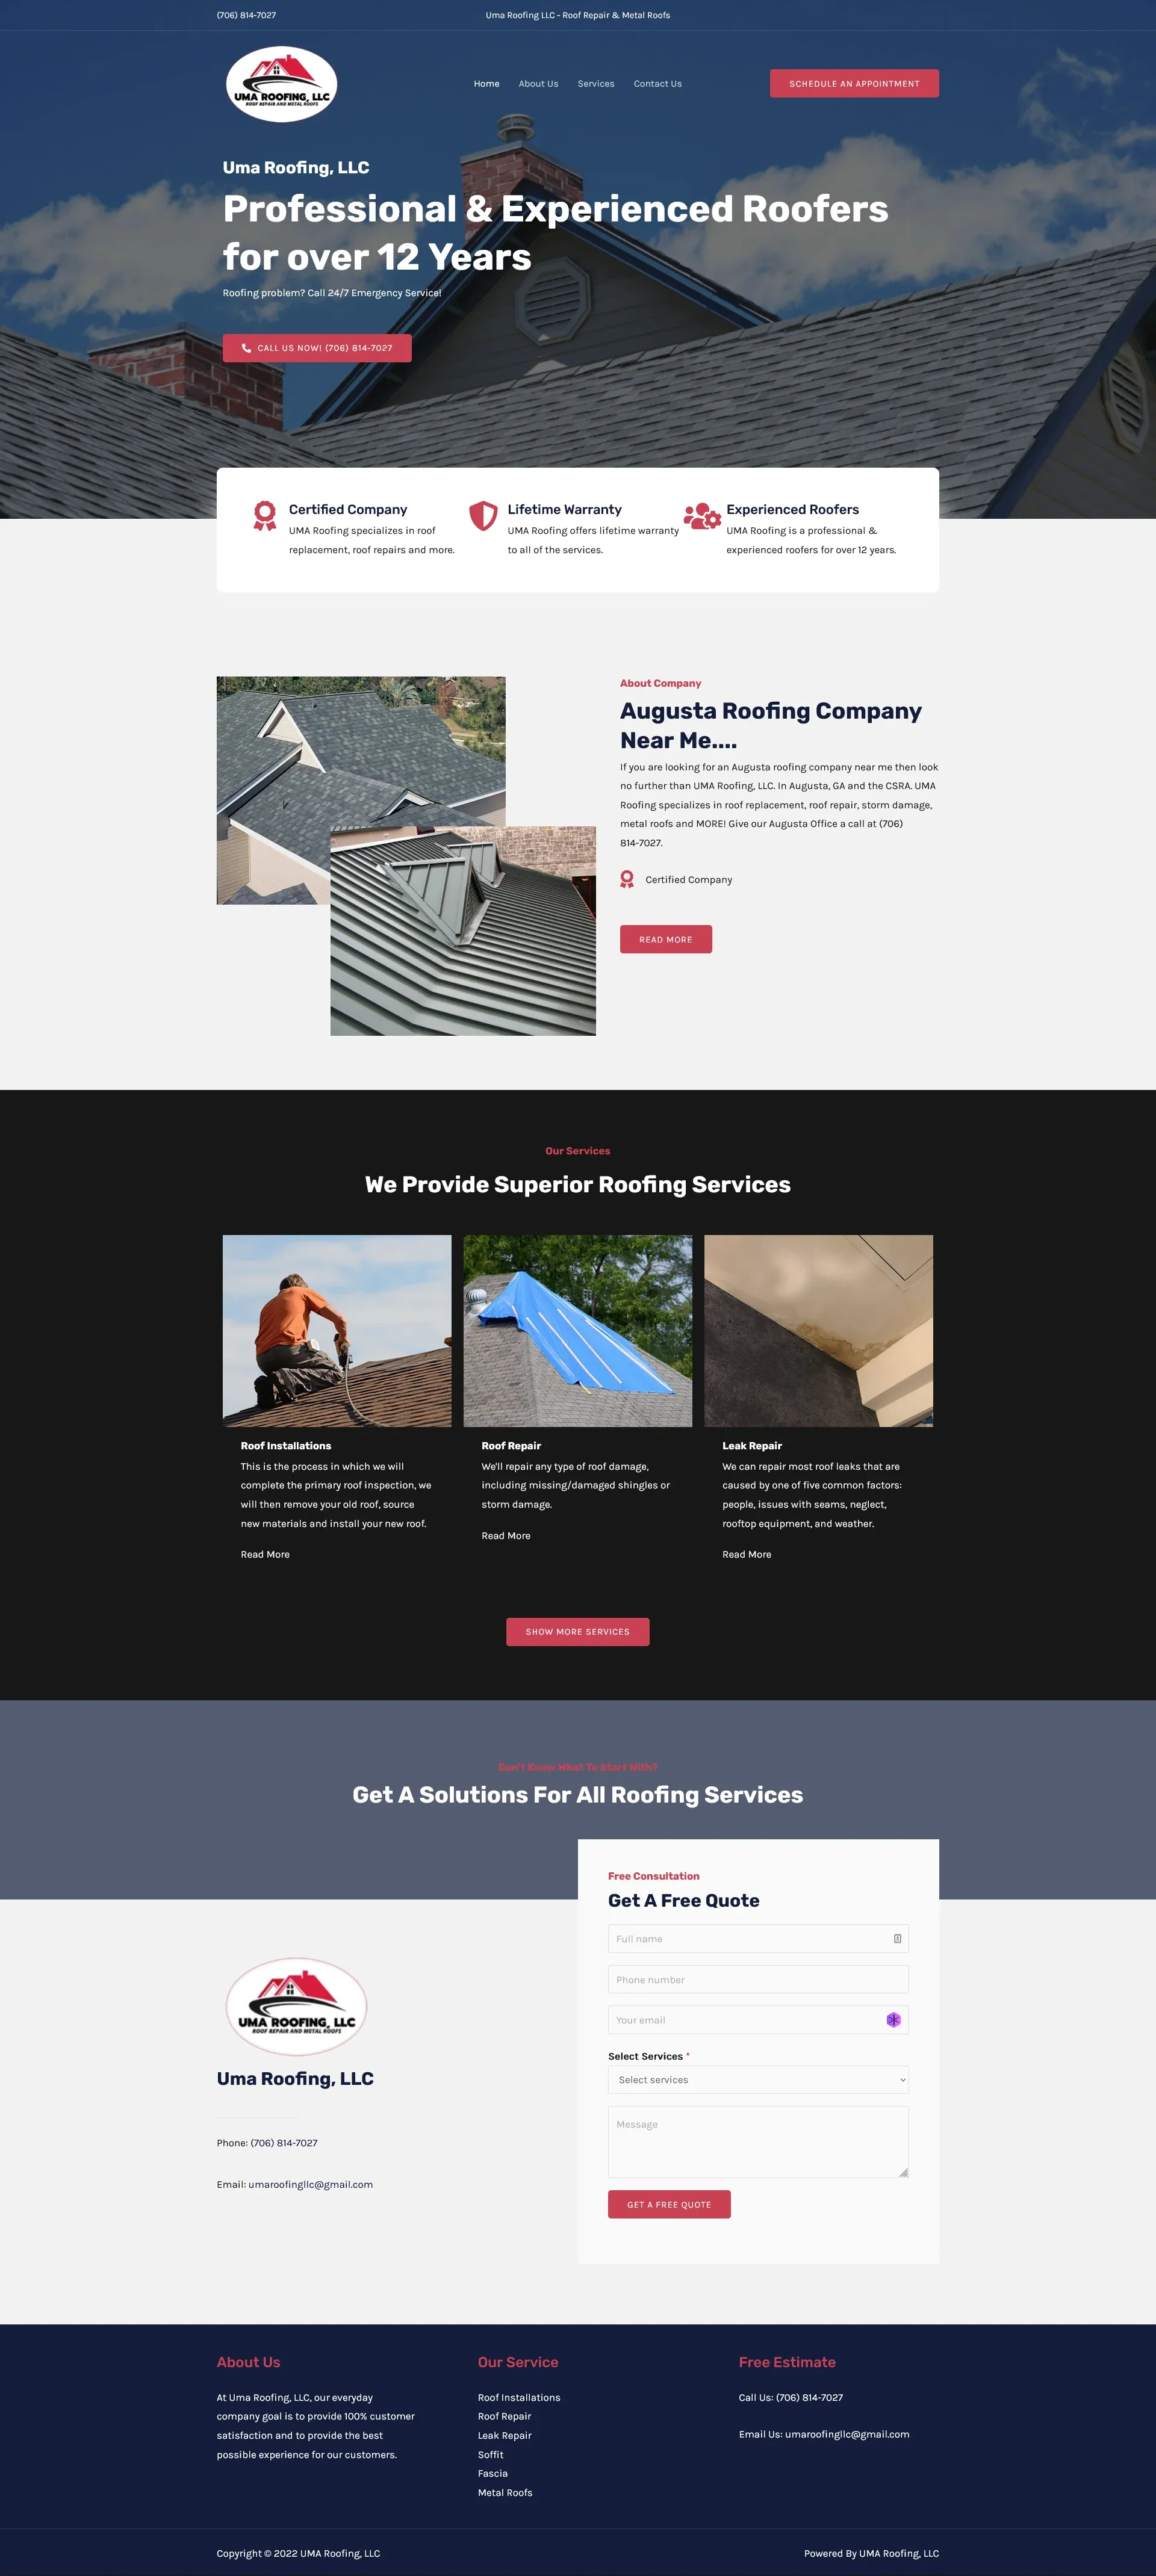 (706) 814-7027
Uma Roofing LLC - Roof Repair & Metal Roofs
UMA ROOFING, LLC
ROOF REPAIR AND METAL ROOFS
Home
About Us
Services
Contact Us
SCHEDULE AN APPOINTMENT
Uma Roofing, LLC
Professional & Experienced Roofers
for over 12 Years
Roofing problem? Call 24/7 Emergency Service!
CALL US NOW! (706) 814-7027
Certified Company
UMA Roofing specializes in roof
replacement, roof repairs and more.
Lifetime Warranty
UMA Roofing offers lifetime warranty
to all of the services.
Experienced Roofers
UMA Roofing is a professional &
experienced roofers for over 12 years.
About Company
Augusta Roofing Company
Near Me....
If you are looking for an Augusta roofing company near me then look
no further than UMA Roofing, LLC. In Augusta, GA and the CSRA. UMA
Roofing specializes in roof replacement, roof repair, storm damage,
metal roofs and MORE! Give our Augusta Office a call at (706)
814-7027.
Certified Company
READ MORE
Our Services
We Provide Superior Roofing Services
Roof Installations
This is the process in which we will
complete the primary roof inspection, we
will then remove your old roof, source
new materials and install your new roof.
Read More
Roof Repair
We'll repair any type of roof damage,
including missing/damaged shingles or
storm damage.
Read More
Leak Repair
We can repair most roof leaks that are
caused by one of five common factors:
people, issues with seams, neglect,
rooftop equipment, and weather.
Read More
SHOW MORE SERVICES
Don't Know What To Start With?
Get A Solutions For All Roofing Services
UMA ROOFING, LLC
ROOF REPAIR AND METAL ROOFS
Uma Roofing, LLC
Phone: (706) 814-7027
Email: umaroofingllc@gmail.com
Free Consultation
Get A Free Quote
Full name
Phone number
Your email
Select Services *
Select services
Message
GET A FREE QUOTE
About Us
At Uma Roofing, LLC, our everyday
company goal is to provide 100% customer
satisfaction and to provide the best
possible experience for our customers.
Our Service
Roof Installations
Roof Repair
Leak Repair
Soffit
Fascia
Metal Roofs
Free Estimate
Call Us: (706) 814-7027
Email Us: umaroofingllc@gmail.com
Copyright © 2022 UMA Roofing, LLC
Powered By UMA Roofing, LLC